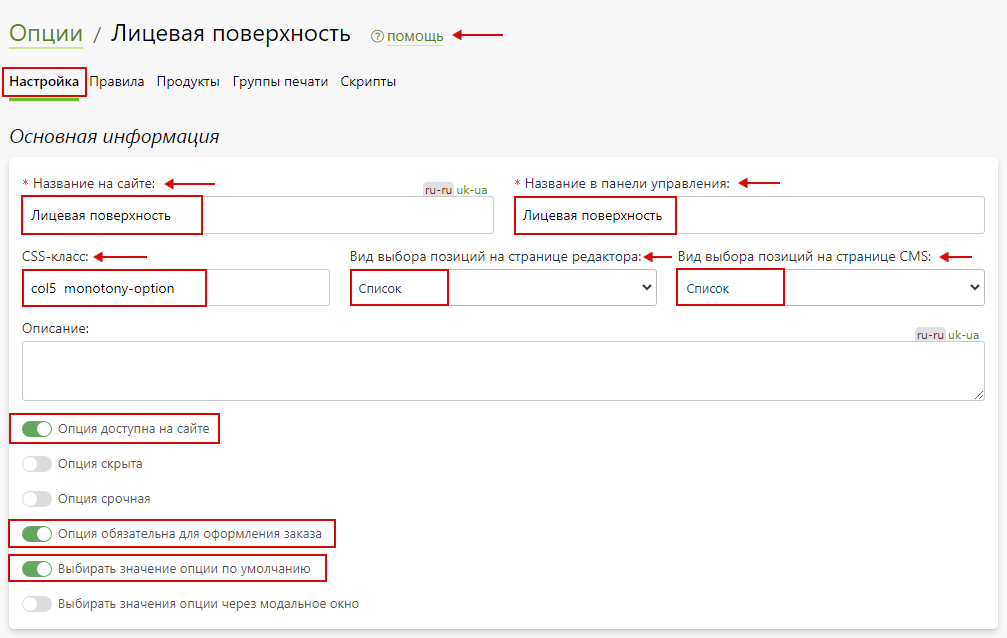 Опции / Лицевая поверхность ? помощь
Настройка Правила Продукты Группы печати Скрипты
Основная информация
* Название на сайте: ru-ru uk-ua * Название в панели управления:
Лицевая поверхность Лицевая поверхность
CSS-класс: Вид выбора позиций на странице редактора: Вид выбора позиций на странице CMS:
col5 monotony-option Список Список
Описание: ru-ru uk-ua
Опция доступна на сайте
Опция скрыта
Опция срочная
Опция обязательна для оформления заказа
Выбирать значение опции по умолчанию
Выбирать значения опции через модальное окно